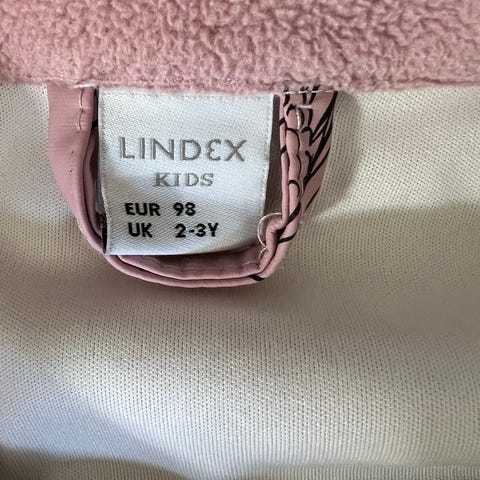 LINDEX
KIDS
EUR 98
UK 2-3Y